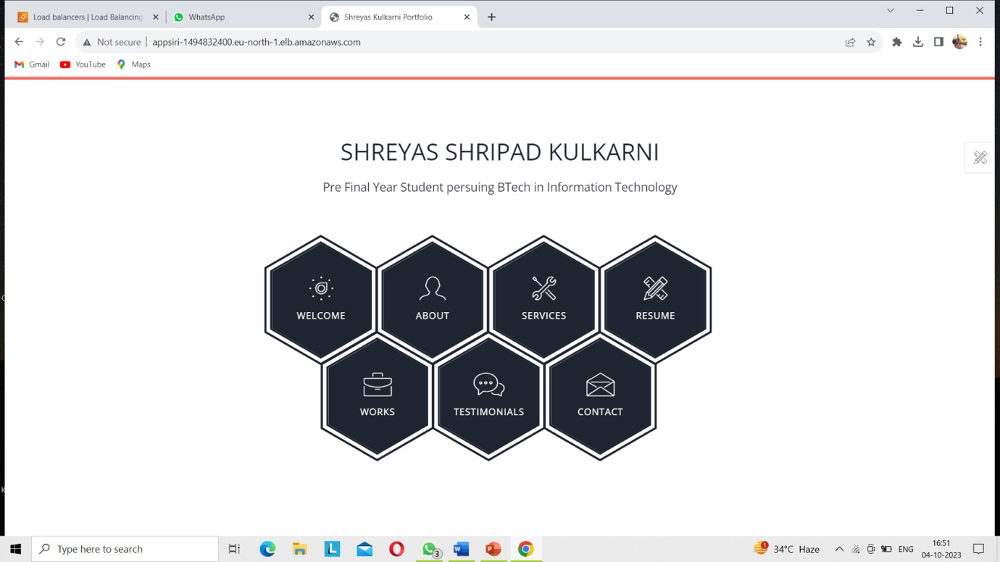 Load balancers | Load Balancing
WhatsApp
Shreyas Kulkarni Portfolio
Not secure
appsiri-1494832400.eu-north-1.elb.amazonaws.com
Gmail
YouTube
Maps
SHREYAS SHRIPAD KULKARNI
Pre Final Year Student persuing BTech in Information Technology
WELCOME
ABOUT
SERVICES
RESUME
WORKS
TESTIMONIALS
CONTACT
Type here to search
L
3
1
34°C Haze
ENG
16:51
04-10-2023